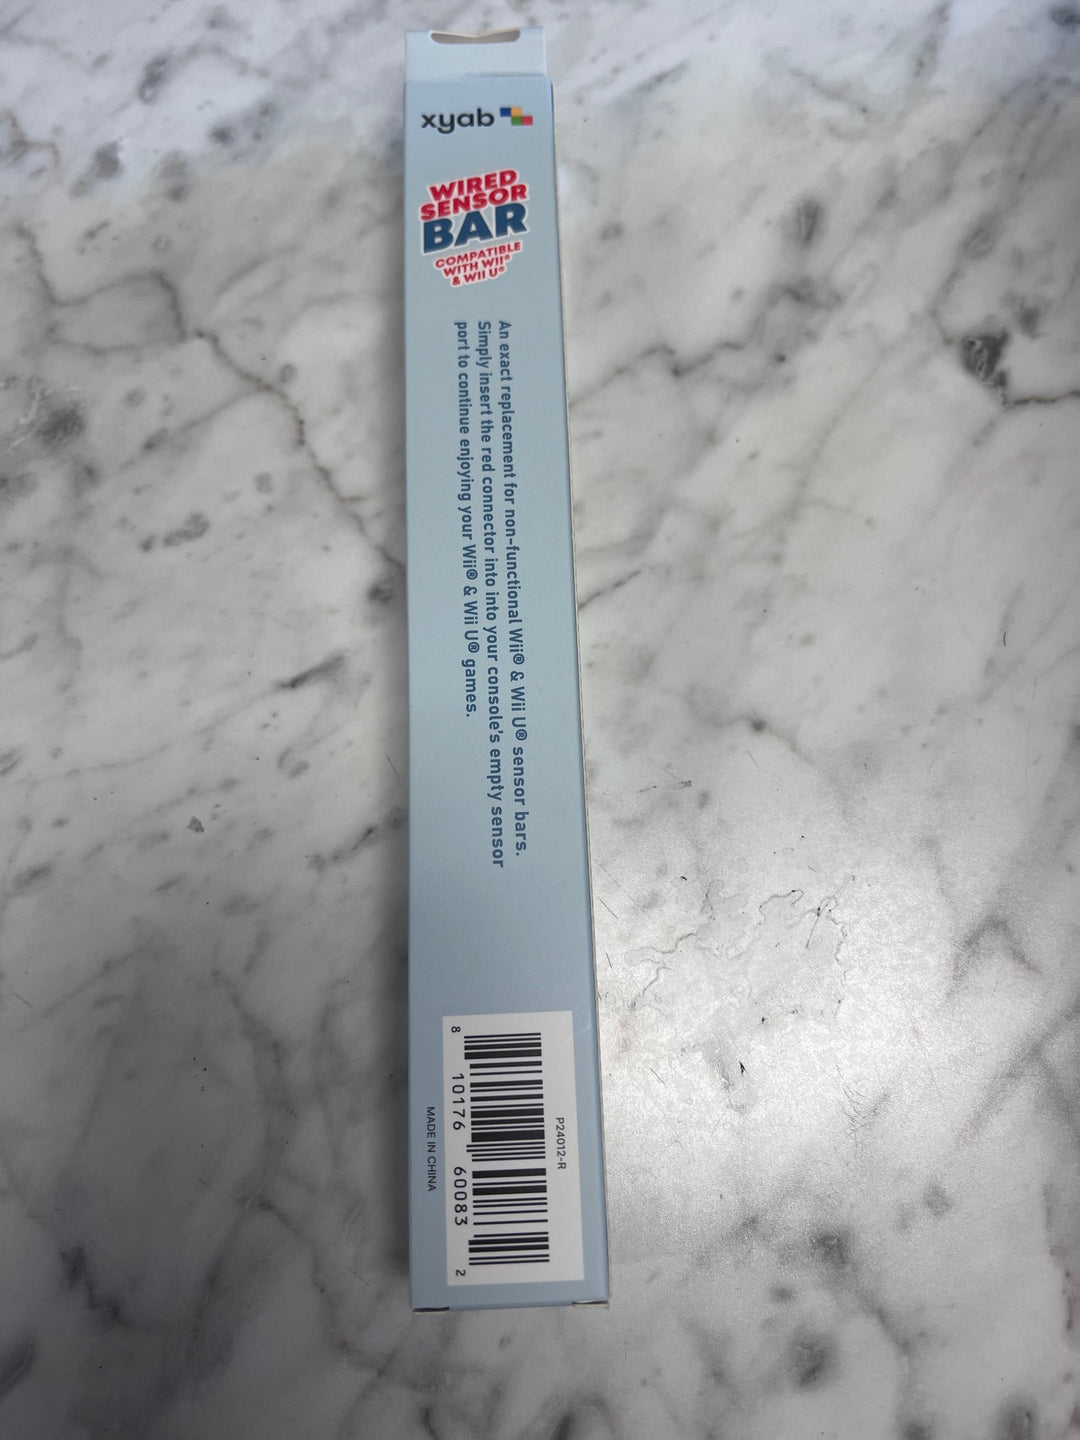 xyab
WIRED
SENSOR
BAR
COMPATIBLE
WITH WII®
& WII U®
An exact replacement for non-functional Wii® & Wii U® sensor bars.
Simply insert the red connector into into your console's empty sensor
port to continue enjoying your Wii® & Wii U® games.
P24012-R
8 10176 60083 2
MADE IN CHINA